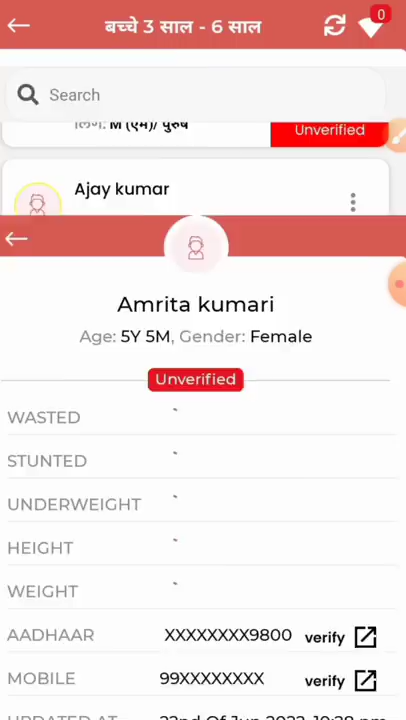 बच्चे 3 साल - 6 साल
0
Search
लिंग: M (एम)/ पुरुष
Unverified
Ajay kumar
Amrita kumari
Age: 5Y 5M, Gender: Female
Unverified
WASTED -
STUNTED -
UNDERWEIGHT -
HEIGHT -
WEIGHT -
AADHAAR XXXXXXXX9800 verify
MOBILE 99XXXXXXXX verify
UPDATED AT 22nd Of Jun 2022, 10:28 pm